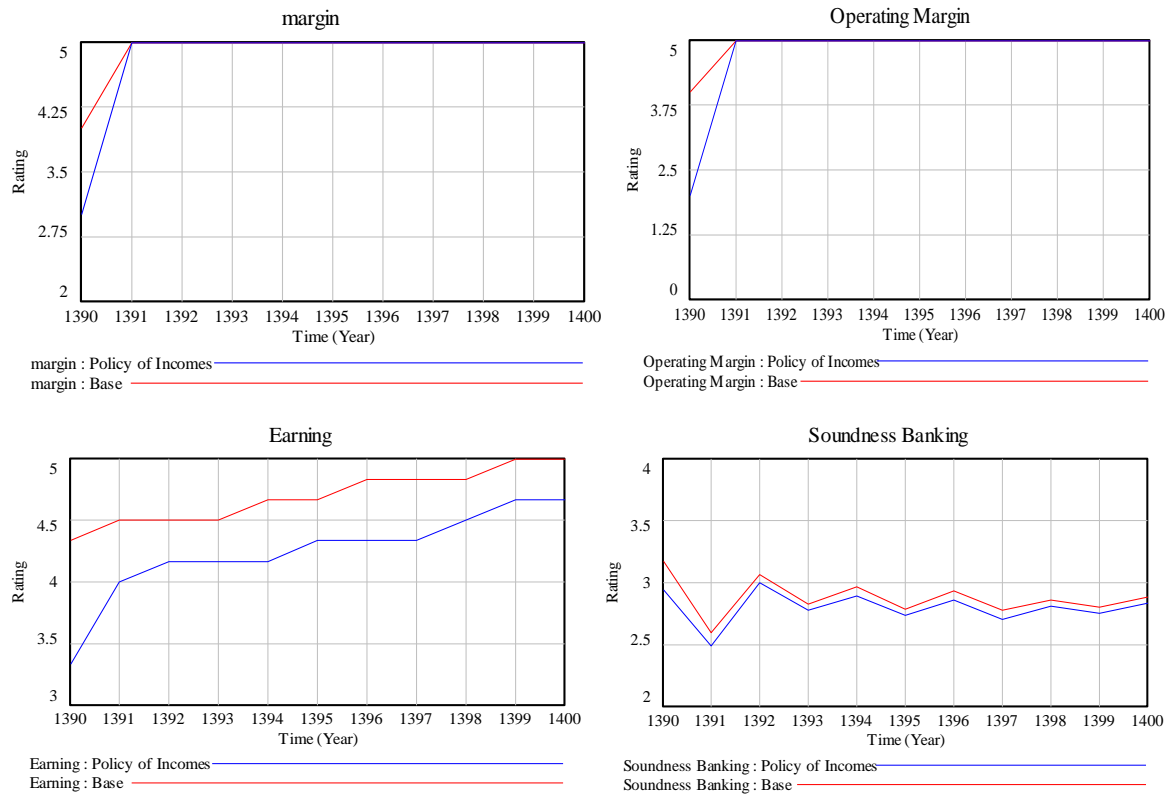 margin
5
4.25
3.5
2.75
2
Rating
1390 1391 1392 1393 1394 1395 1396 1397 1398 1399 1400
Time (Year)
margin : Policy of Incomes
margin : Base
Operating Margin
5
3.75
2.5
1.25
0
Rating
1390 1391 1392 1393 1394 1395 1396 1397 1398 1399 1400
Time (Year)
Operating Margin : Policy of Incomes
Operating Margin : Base
Earning
5
4.5
4
3.5
3
Rating
1390 1391 1392 1393 1394 1395 1396 1397 1398 1399 1400
Time (Year)
Earning : Policy of Incomes
Earning : Base
Soundness Banking
4
3.5
3
2.5
2
Rating
1390 1391 1392 1393 1394 1395 1396 1397 1398 1399 1400
Time (Year)
Soundness Banking : Policy of Incomes
Soundness Banking : Base